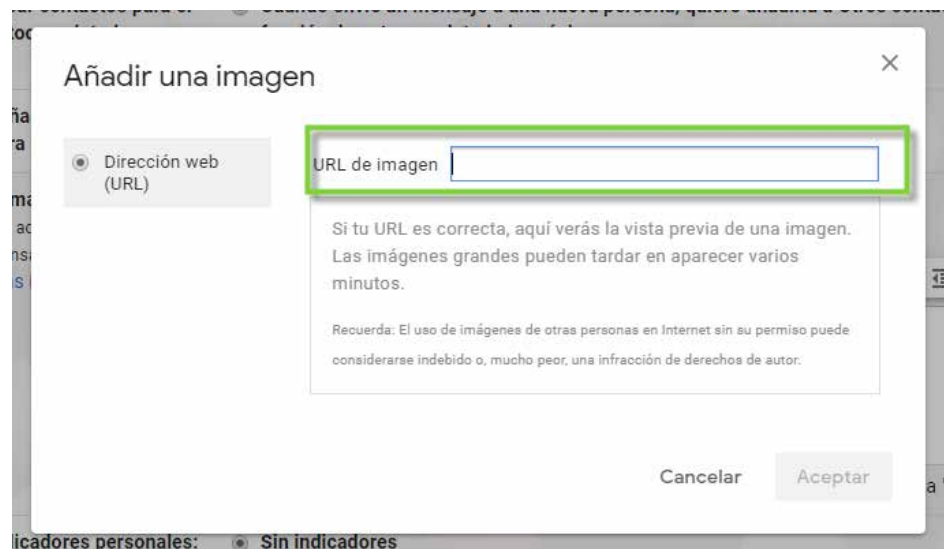 Añadir una imagen
Dirección web
(URL)
URL de imagen
Si tu URL es correcta, aquí verás la vista previa de una imagen.
Las imágenes grandes pueden tardar en aparecer varios
minutos.
Recuerda: El uso de imágenes de otras personas en Internet sin su permiso puede
considerarse indebido o, mucho peor, una infracción de derechos de autor.
Cancelar
Aceptar
personales:
Sin indicadores